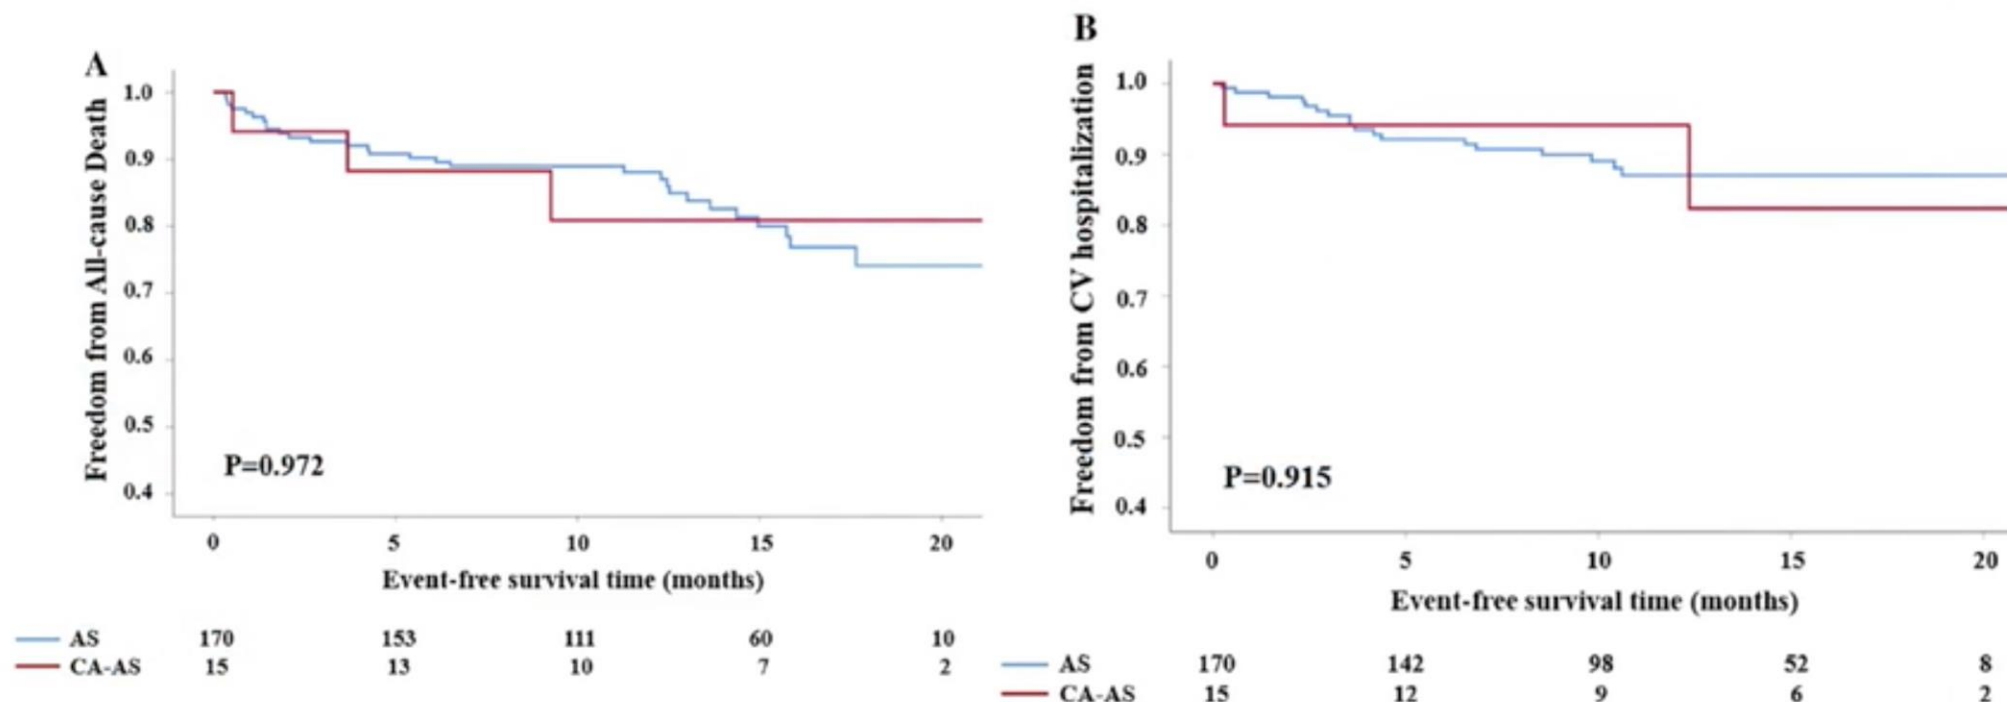 A
Freedom from All-cause Death
1.0
0.9
0.8
0.7
0.6
0.5
0.4
P=0.972
0 5 10 15 20
Event-free survival time (months)
AS 170 153 111 60 10
CA-AS 15 13 10 7 2
B
Freedom from CV hospitalization
1.0
0.9
0.8
0.7
0.6
0.5
0.4
P=0.915
0 5 10 15 20
Event-free survival time (months)
AS 170 142 98 52 8
CA-AS 15 12 9 6 2